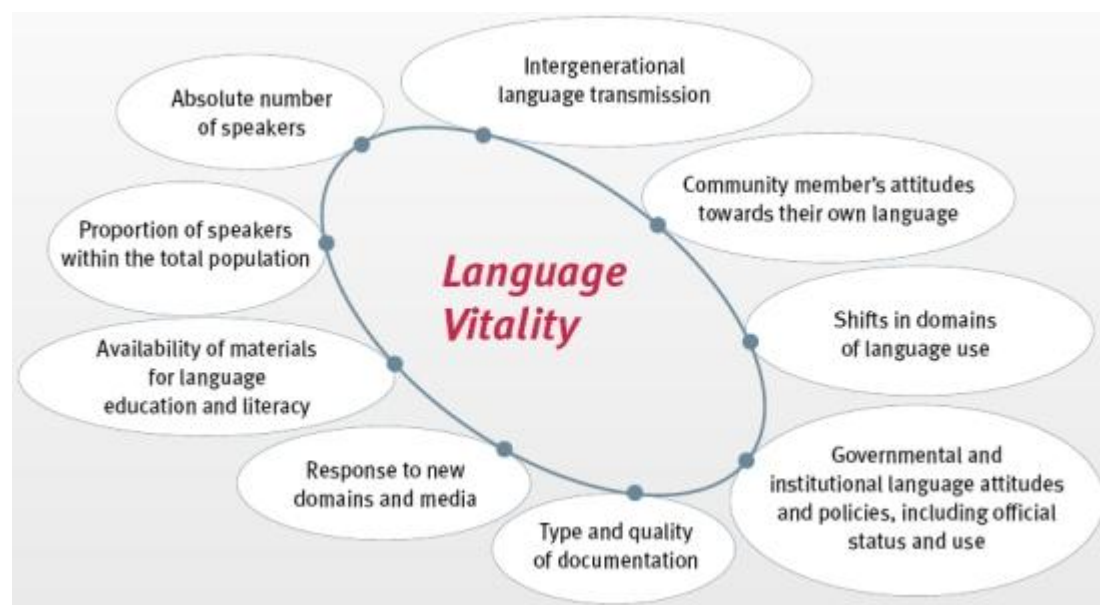 Intergenerational
language transmission
Absolute number
of speakers
Community member's attitudes
towards their own language
Proportion of speakers
within the total population
Language
Vitality
Shifts in domains
of language use
Availability of materials
for language
education and literacy
Governmental and
institutional language attitudes
and policies, including official
status and use
Response to new
domains and media
Type and quality
of documentation